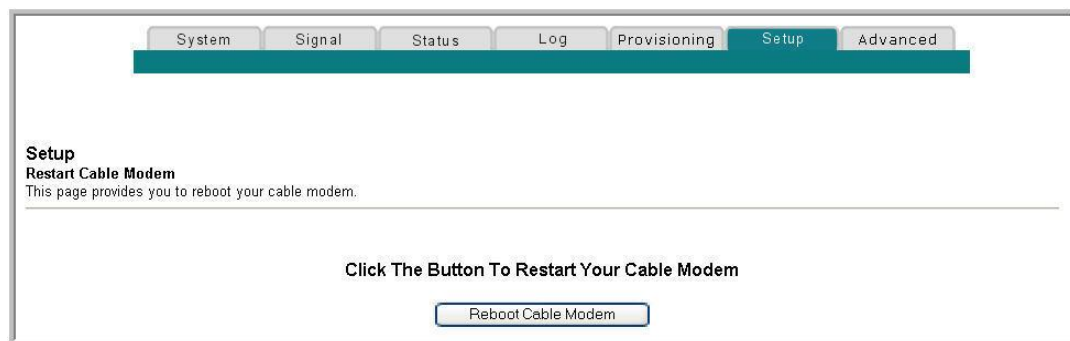 System Signal Status Log Provisioning Setup Advanced
Setup
Restart Cable Modem
This page provides you to reboot your cable modem.
Click The Button To Restart Your Cable Modem
Reboot Cable Modem